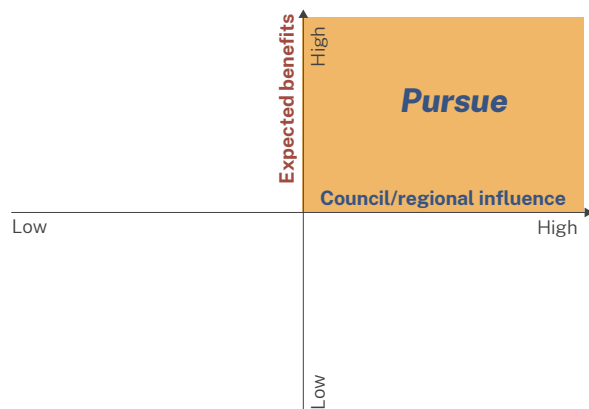 Expected benefits
High
Pursue
Council/regional influence
Low
High
Low